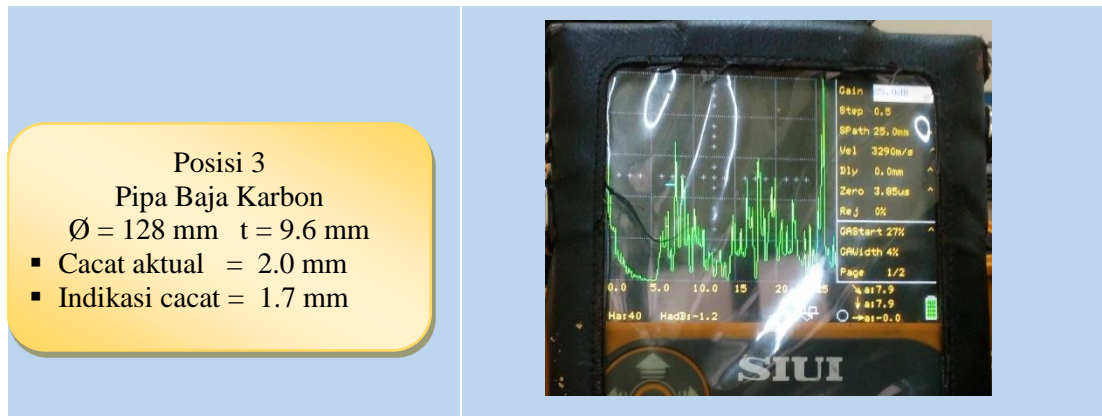 Posisi 3
Pipa Baja Karbon
Ø = 128 mm t = 9.6 mm
▪ Cacat aktual = 2.0 mm
▪ Indikasi cacat = 1.7 mm
Gain
Step 0.5
SPath 25.0mm
Vel 3290m/s
Dly 0.0mm
Zero 3.85us
Rej 0%
GAStart 27%
GAWidth 4%
Page 1/2
0.0 5.0 10.0 15 20 25
a:7.9
a:7.9
Ha:40 HadB:-1.2
a:-0.0
SIUI